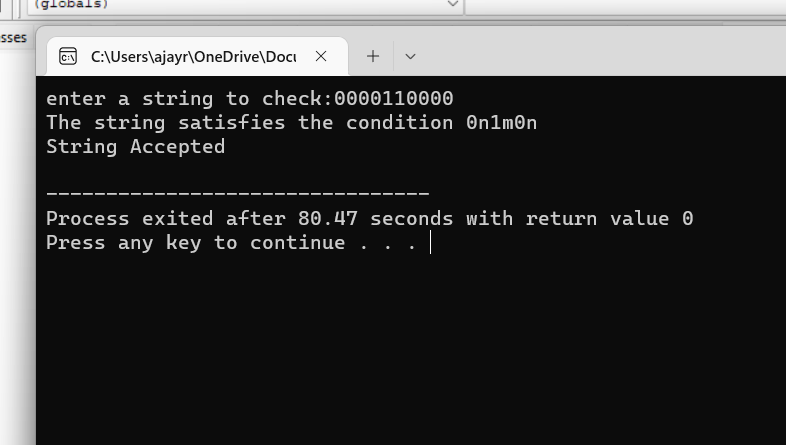 (globals)
sses
C:\Users\ajayr\OneDrive\Docu
enter a string to check:0000110000
The string satisfies the condition 0n1m0n
String Accepted
--------------------------------
Process exited after 80.47 seconds with return value 0
Press any key to continue . . .